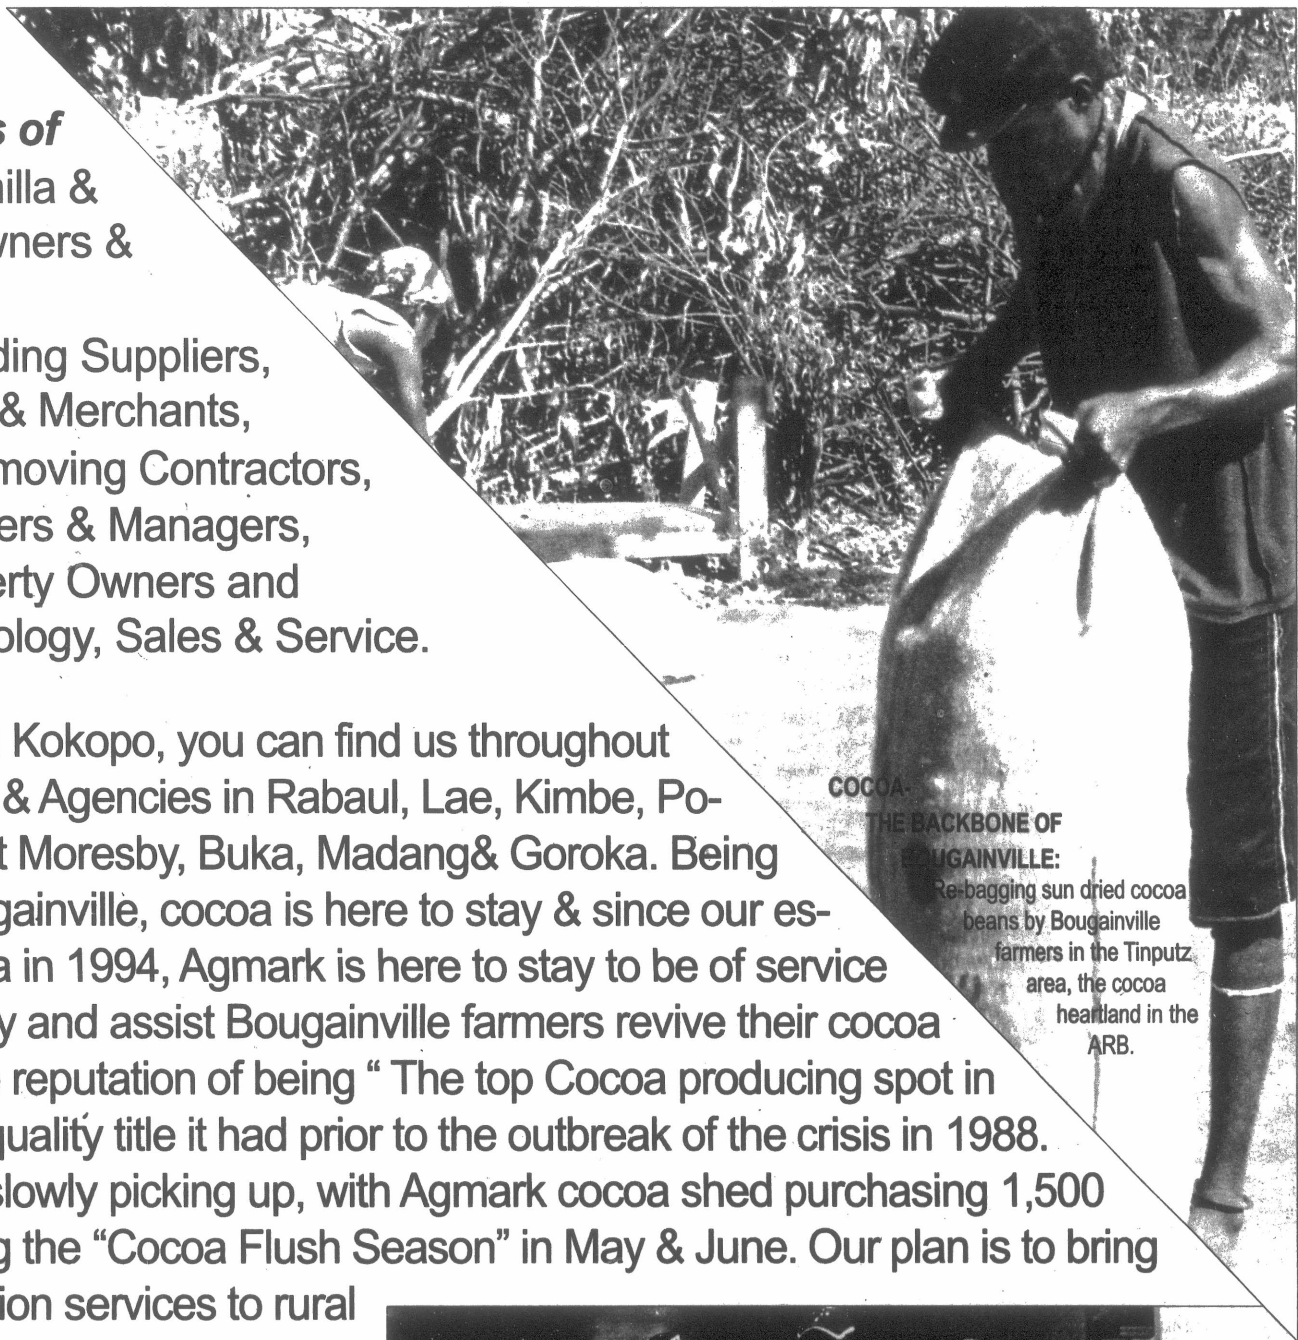 s of
illa &
wners &
ding Suppliers,
& Merchants,
moving Contractors,
ers & Managers,
erty Owners and
ology, Sales & Service.
Kokopo, you can find us throughout
& Agencies in Rabaul, Lae, Kimbe, Po-
t Moresby, Buka, Madang& Goroka. Being
gainville, cocoa is here to stay & since our es-
a in 1994, Agmark is here to stay to be of service
y and assist Bougainville farmers revive their cocoa
reputation of being “ The top Cocoa producing spot in
quality title it had prior to the outbreak of the crisis in 1988.
slowly picking up, with Agmark cocoa shed purchasing 1,500
g the “Cocoa Flush Season” in May & June. Our plan is to bring
ion services to rural
COCOA-
THE BACKBONE OF
BOUGAINVILLE:
Re-bagging sun dried cocoa
beans by Bougainville
farmers in the Tinputz
area, the cocoa
heartland in the
ARB.